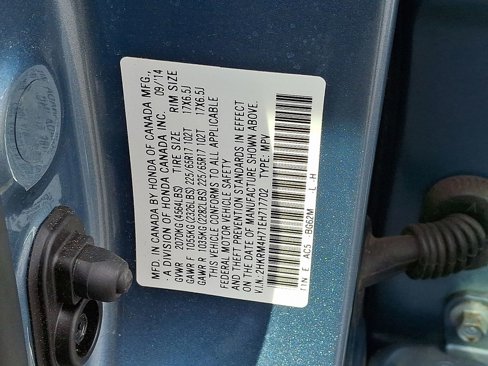 MFD. IN CANADA BY HONDA OF CANADA MFG.,
A DIVISION OF HONDA CANADA INC. 09/14
GVWR 2070KG(4564LBS) TIRE SIZE RIM SIZE
GAWR F 1055KG(2326LBS) 225/65R17 102T 17X6.5J
GAWR R 1035KG(2282LBS) 225/65R17 102T 17X6.5J
THIS VEHICLE CONFORMS TO ALL APPLICABLE
FEDERAL MOTOR VEHICLE SAFETY
AND THEFT PREVENTION STANDARDS IN EFFECT
ON THE DATE OF MANUFACTURE SHOWN ABOVE.
V.I.N.: 2HKRM4H71EH717702 TYPE: MPV